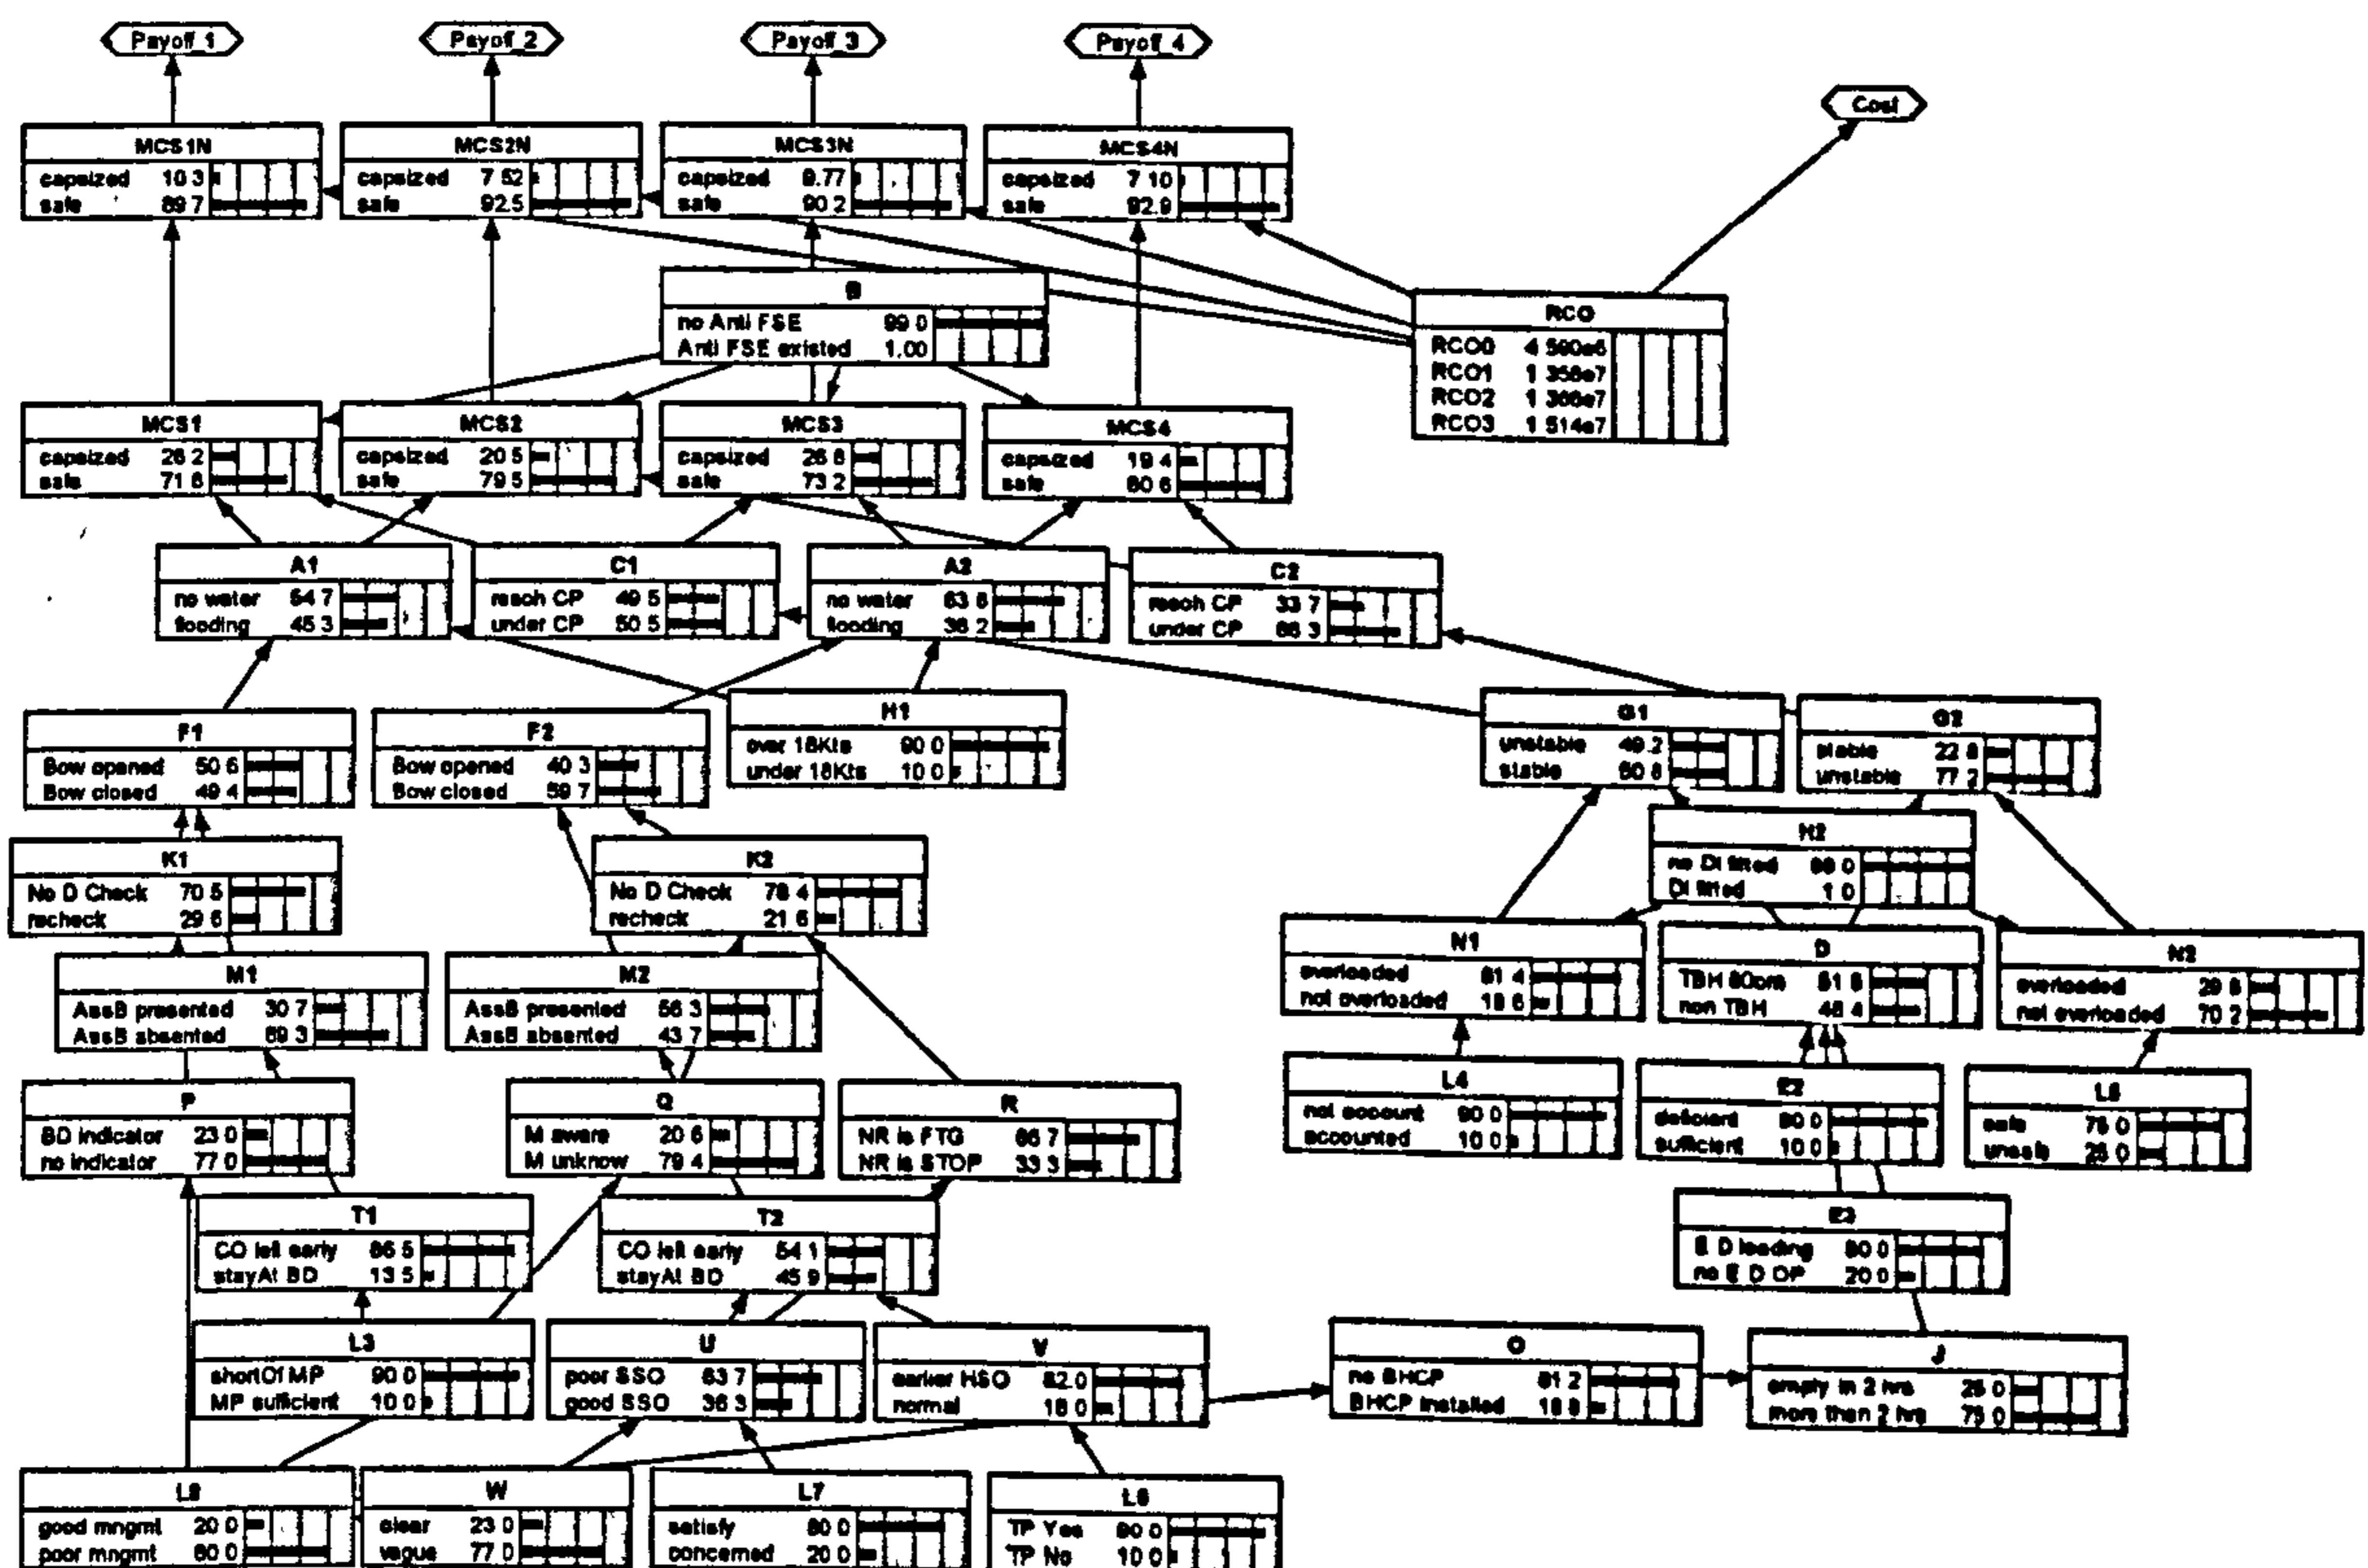 Payoff_1
Payoff_2
Payoff_3
Payoff_4
Cost
MCS1N
capsized 10.3
safe 89.7
MCS2N
capsized 7.52
safe 92.5
MCS3N
capsized 9.77
safe 90.2
MCS4N
capsized 7.10
safe 92.9
B
no Anti FSE 99.0
Anti FSE existed 1.00
RCO
RCO0 4.590e6
RCO1 1.358e7
RCO2
RCO3 1.514e7
MCS1
capsized
safe
MCS2
capsized 20.5
safe 79.5
MCS3
capsized 26.8
safe 73.2
MCS4
capsized 19.4
safe 80.6
A1
no water 54.7
flooding 45.3
C1
reach CP 49.5
under CP 50.5
A2
no water 63.8
flooding 36.2
C2
reach CP 33.7
under CP 66.3
F1
Bow opened 50.6
Bow closed 49.4
F2
Bow opened 40.3
Bow closed 59.7
H1
over 18Kts 90.0
under 18Kts 10.0
G1
unstable 49.2
stable 50.8
G2
stable 22.8
unstable 77.2
K1
No D Check 70.5
recheck
K2
No D Check 78.4
recheck 21.6
H2
no DI fitted 99.0
DI fitted 1.0
M1
AssB presented 30.7
AssB absented 69.3
M2
AssB presented 56.3
AssB absented 43.7
N1
overloaded 81.4
not overloaded 18.6
D
TBH 80cm 51.6
non TBH 48.4
N2
overloaded 29.8
not overloaded 70.2
P
BD indicator 23.0
no indicator 77.0
Q
M aware 20.6
M unknow 79.4
R
NR is FTG 66.7
NR is STOP 33.3
L4
not account 90.0
accounted 10.0
E2
deficient 90.0
sufficient 10.0
L5
safe 75.0
unsafe 25.0
T1
CO left early 86.5
stayAt BD 13.5
T2
CO left early 54.1
stayAt BD 45.9
E3
E D loading 80.0
no E D OP 20.0
L3
shortOf MP 90.0
MP sufficient 10.0
U
poor SSO 63.7
good SSO 36.3
V
earlier HSO 82.0
normal 18.0
O
no BHCP 81.2
BHCP installed 18.8
J
empty in 2 hrs 25.0
more than 2 hrs 75.0
good mngmt 20.0
poor mngmt 80.0
W
clear 23.0
vague 77.0
L7
satisfy 80.0
concerned 20.0
L6
TP Yes 90.0
TP No 10.0